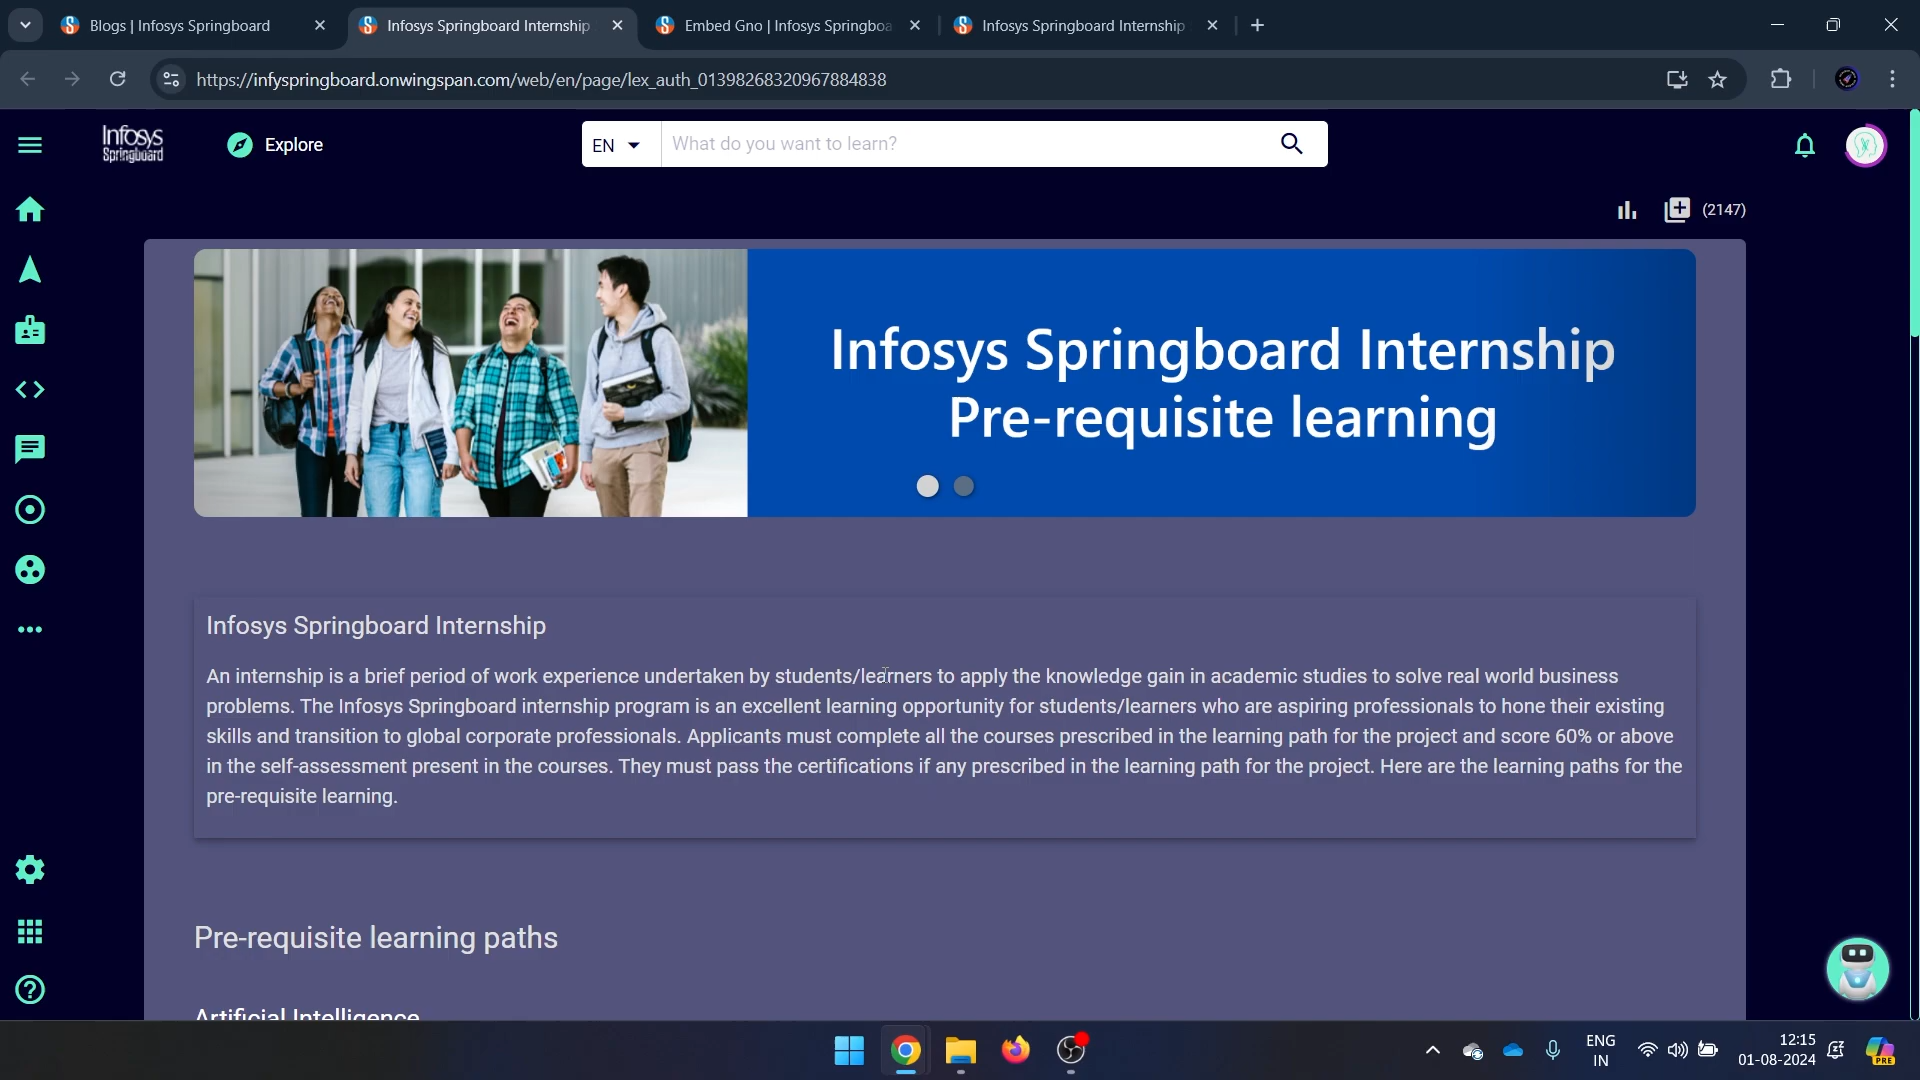 Blogs | Infosys Springboard
Infosys Springboard Internship
Embed Gno | Infosys Springboa
Infosys Springboard Internship
https://infyspringboard.onwingspan.com/web/en/page/lex_auth_01398268320967884838
Infosys
Springboard
Explore
EN
What do you want to learn?
(2147)
Infosys Springboard Internship
Pre-requisite learning
Infosys Springboard Internship
An internship is a brief period of work experience undertaken by students/learners to apply the knowledge gain in academic studies to solve real world business
problems. The Infosys Springboard internship program is an excellent learning opportunity for students/learners who are aspiring professionals to hone their existing
skills and transition to global corporate professionals. Applicants must complete all the courses prescribed in the learning path for the project and score 60% or above
in the self-assessment present in the courses. They must pass the certifications if any prescribed in the learning path for the project. Here are the learning paths for the
pre-requisite learning.
Pre-requisite learning paths
Artificial Intelligence
ENG
IN
12:15
01-08-2024
PRE